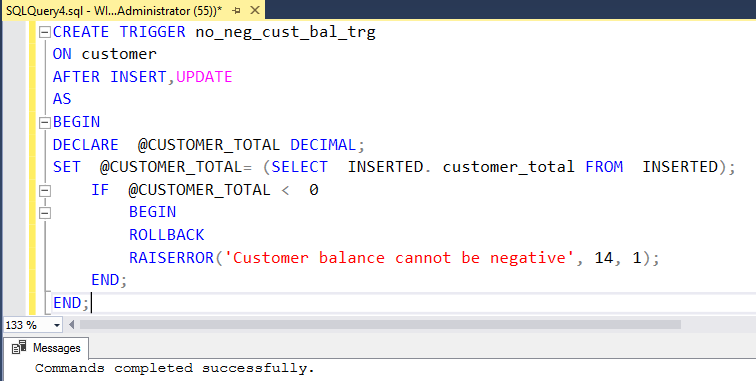 SQLQuery4.sql - WI...Administrator (55))*
CREATE TRIGGER no_neg_cust_bal_trg
ON customer
AFTER INSERT,UPDATE
AS
BEGIN
DECLARE  @CUSTOMER_TOTAL DECIMAL;
SET  @CUSTOMER_TOTAL= (SELECT  INSERTED. customer_total FROM  INSERTED);
IF  @CUSTOMER_TOTAL <  0
BEGIN
ROLLBACK
RAISERROR('Customer balance cannot be negative', 14, 1);
END;
END;
133 %
Messages
Commands completed successfully.